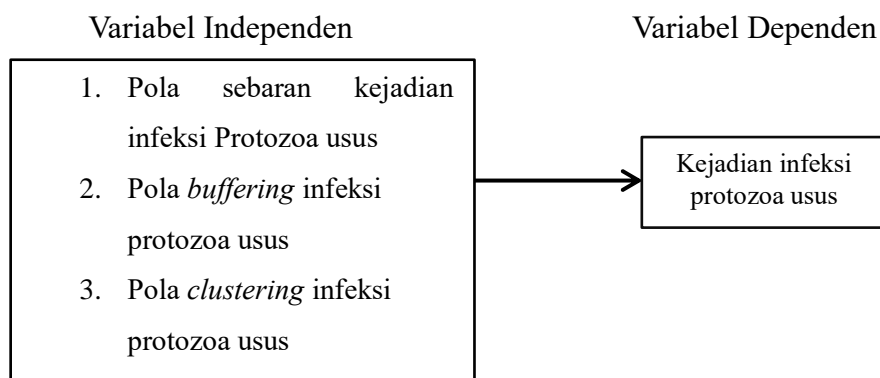 Variabel Independen
Variabel Dependen
1. Pola sebaran kejadian
infeksi Protozoa usus
2. Pola buffering infeksi
protozoa usus
3. Pola clustering infeksi
protozoa usus
Kejadian infeksi
protozoa usus